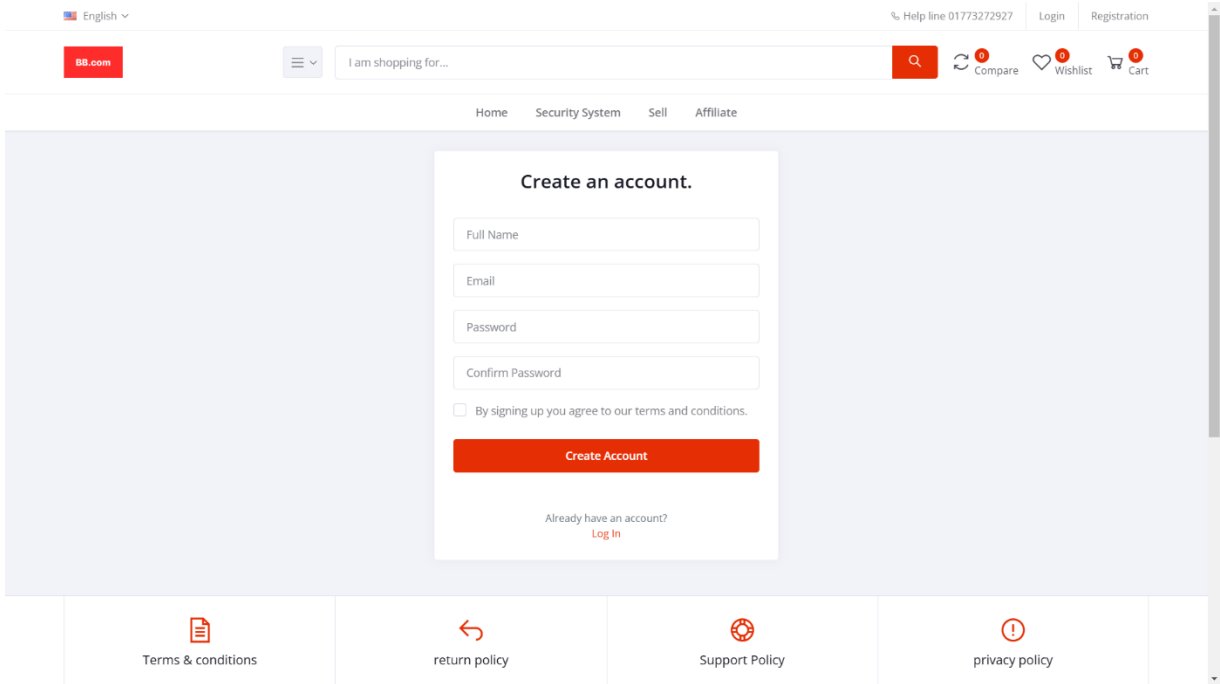 English
Help line 01773272927
Login
Registration
BB.com
I am shopping for...
0
Compare
0
Wishlist
0
Cart
Home
Security System
Sell
Affiliate
Create an account.
Full Name
Email
Password
Confirm Password
By signing up you agree to our terms and conditions.
Create Account
Already have an account?
Log In
Terms & conditions
return policy
Support Policy
privacy policy